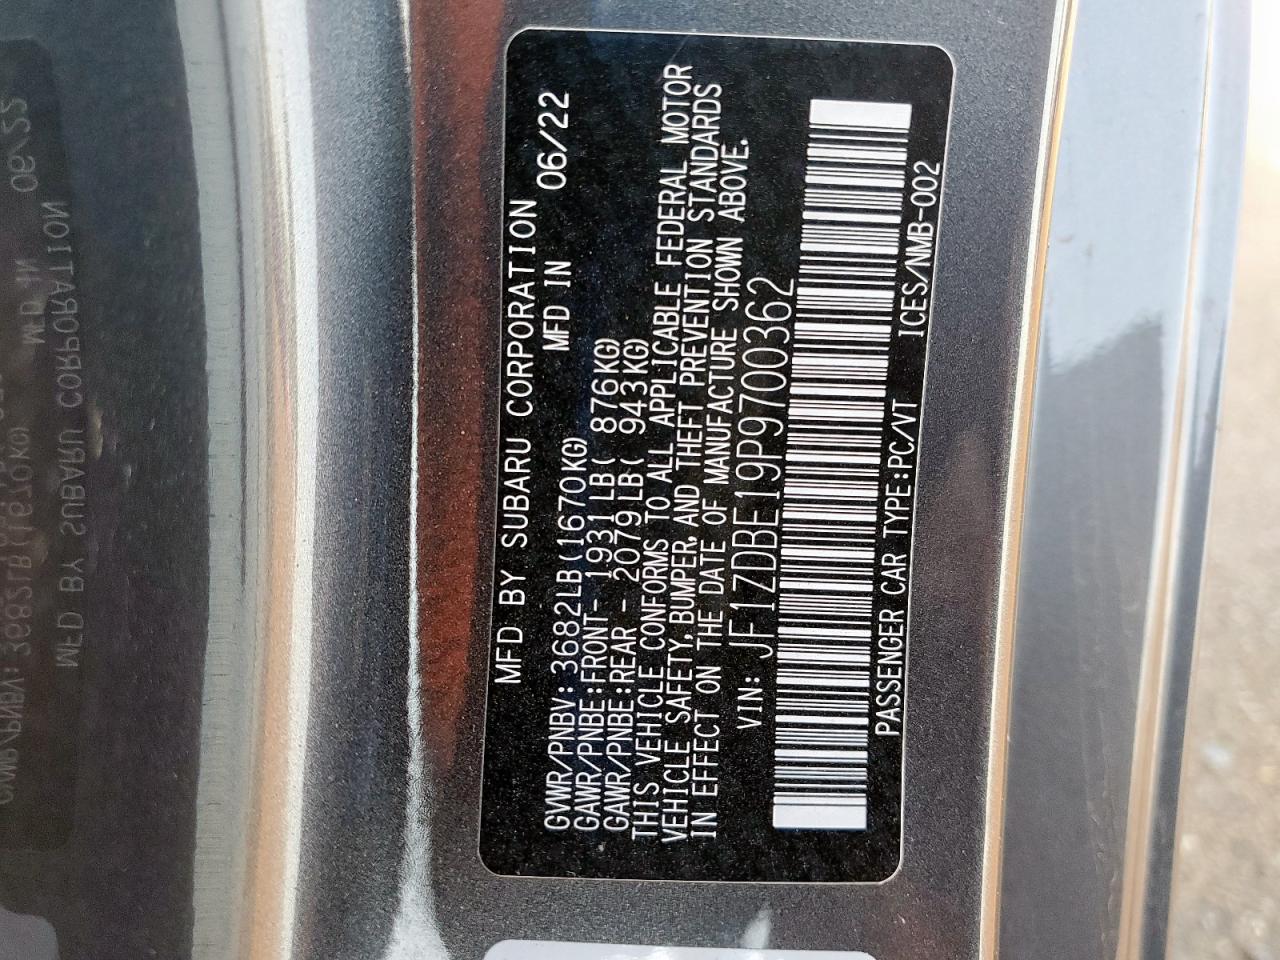 MFD BY SUBARU CORPORATION
MFD IN 06/22
GVWR/PNBV: 3682LB(1670KG)
GAWR/PNBE:FRONT- 1931LB( 876KG)
GAWR/PNBE:REAR - 2079LB( 943KG)
THIS VEHICLE CONFORMS TO ALL APPLICABLE FEDERAL MOTOR
VEHICLE SAFETY, BUMPER, AND THEFT PREVENTION STANDARDS
IN EFFECT ON THE DATE OF MANUFACTURE SHOWN ABOVE.
VIN: JF1ZDBE19P9700362
PASSENGER CAR TYPE:PC/VT ICES/NMB-002